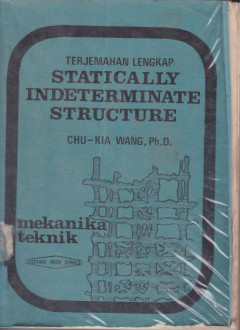 TERJEMAHAN LENGKAP
STATICALLY
INDETERMINATE
STRUCTURE
CHU-KIA WANG, Ph.D.
mekanika
teknik